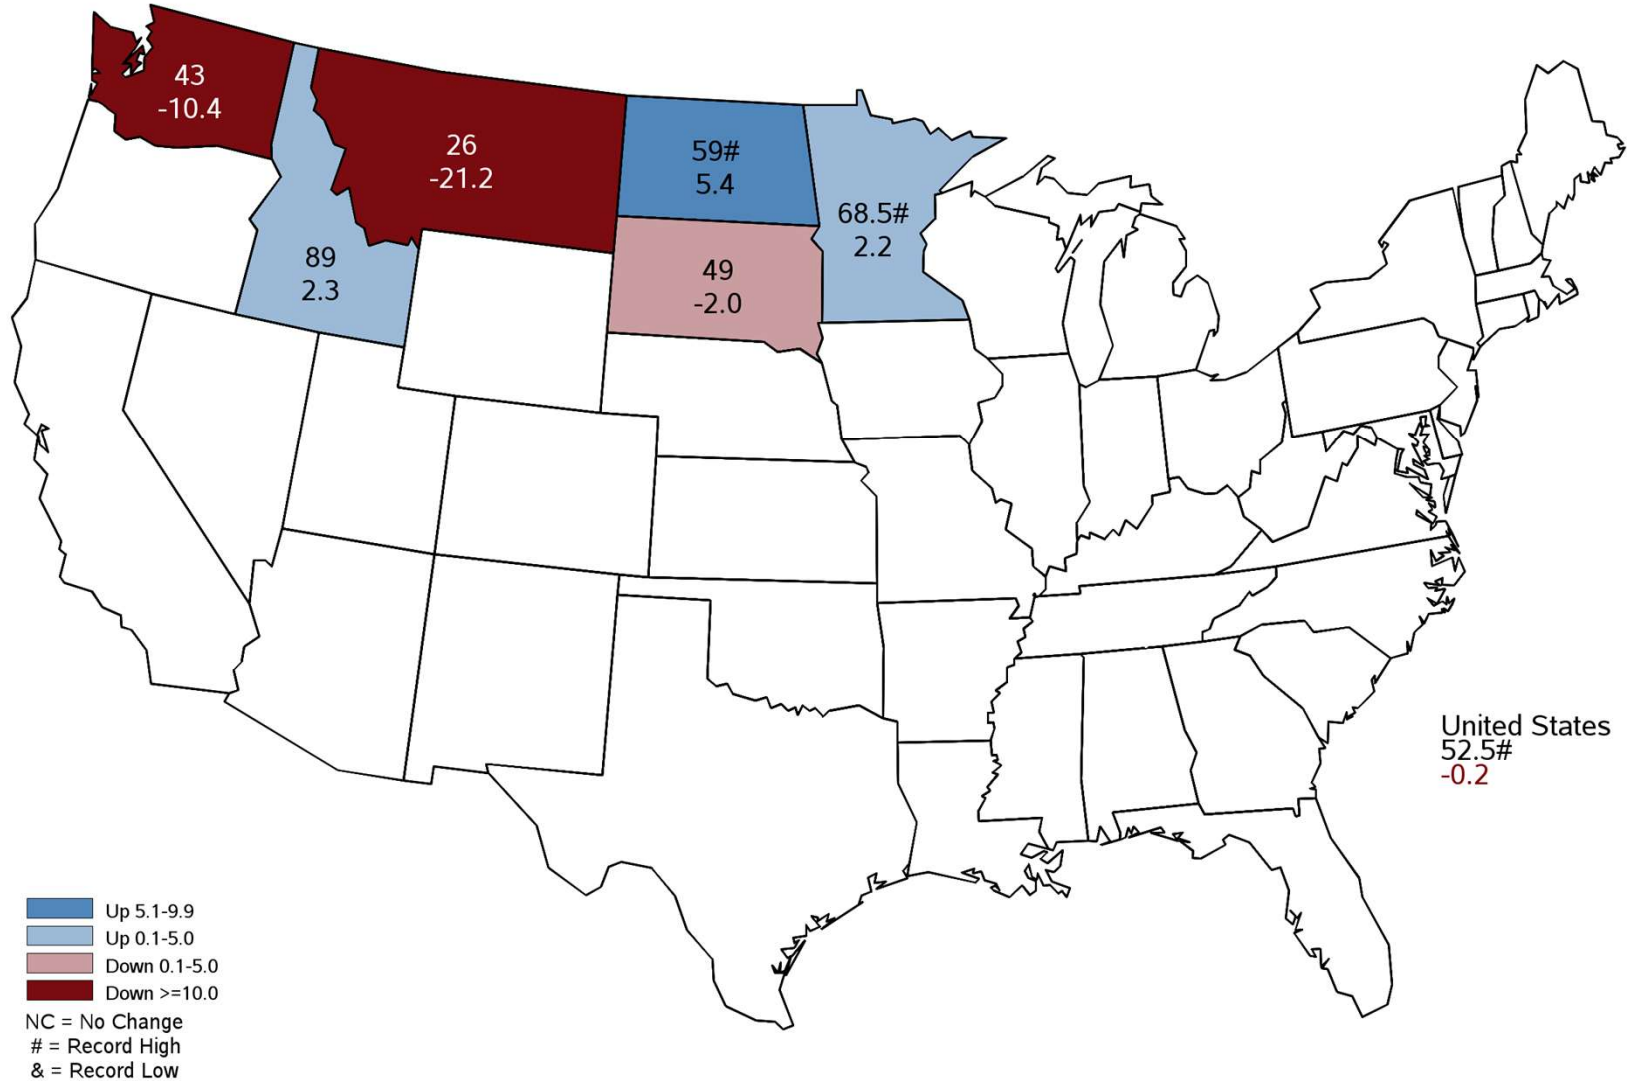 43
-10.4
26
-21.2
59#
5.4
68.5#
2.2
89
2.3
49
-2.0
United States
52.5#
-0.2
Up 5.1-9.9
Up 0.1-5.0
Down 0.1-5.0
Down >=10.0
NC = No Change
# = Record High
& = Record Low